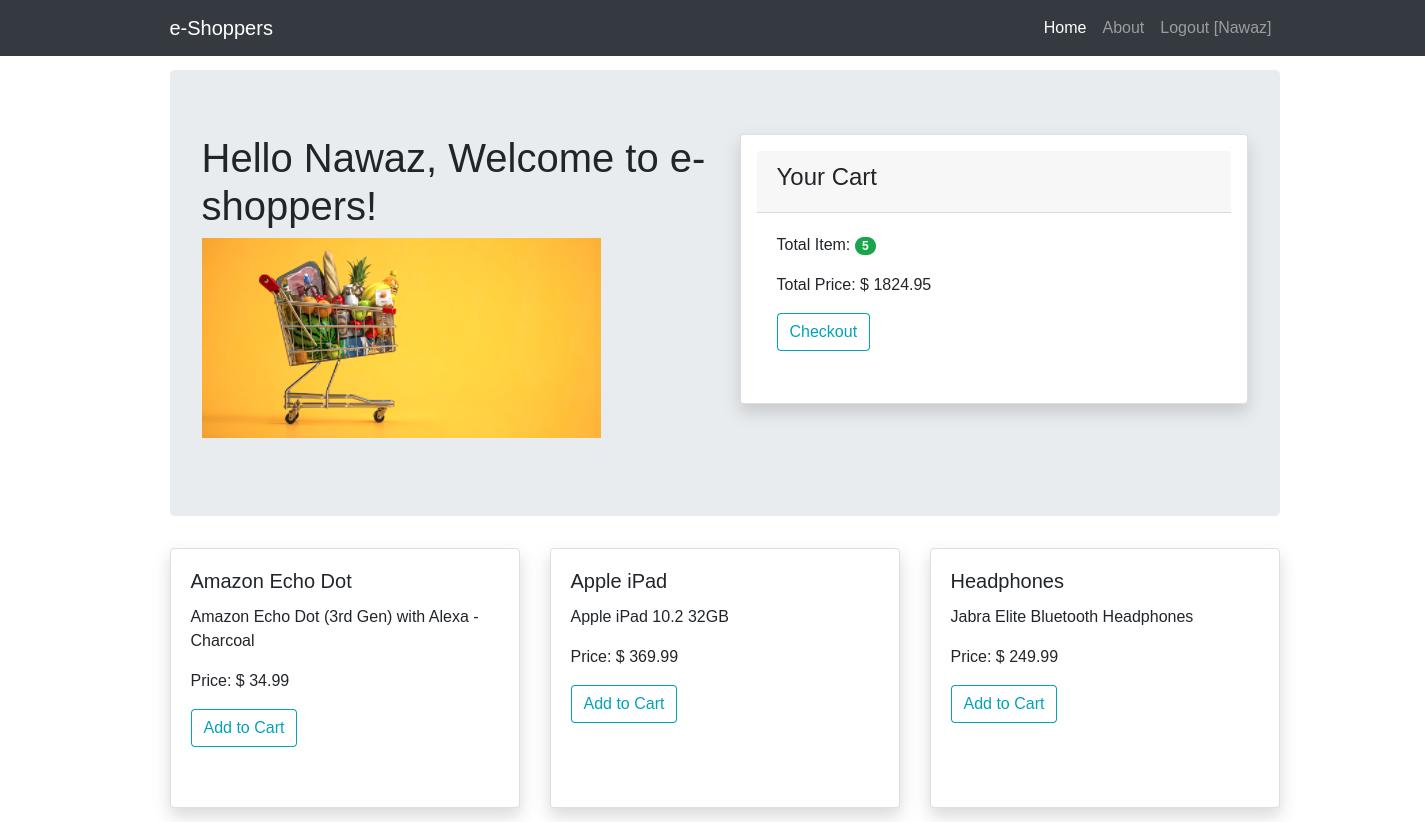 e-Shoppers
Home About Logout [Nawaz]
Hello Nawaz, Welcome to e-
shoppers!
Your Cart
Total Item: 5
Total Price: $ 1824.95
Checkout
Amazon Echo Dot
Amazon Echo Dot (3rd Gen) with Alexa -
Charcoal
Price: $ 34.99
Add to Cart
Apple iPad
Apple iPad 10.2 32GB
Price: $ 369.99
Add to Cart
Headphones
Jabra Elite Bluetooth Headphones
Price: $ 249.99
Add to Cart